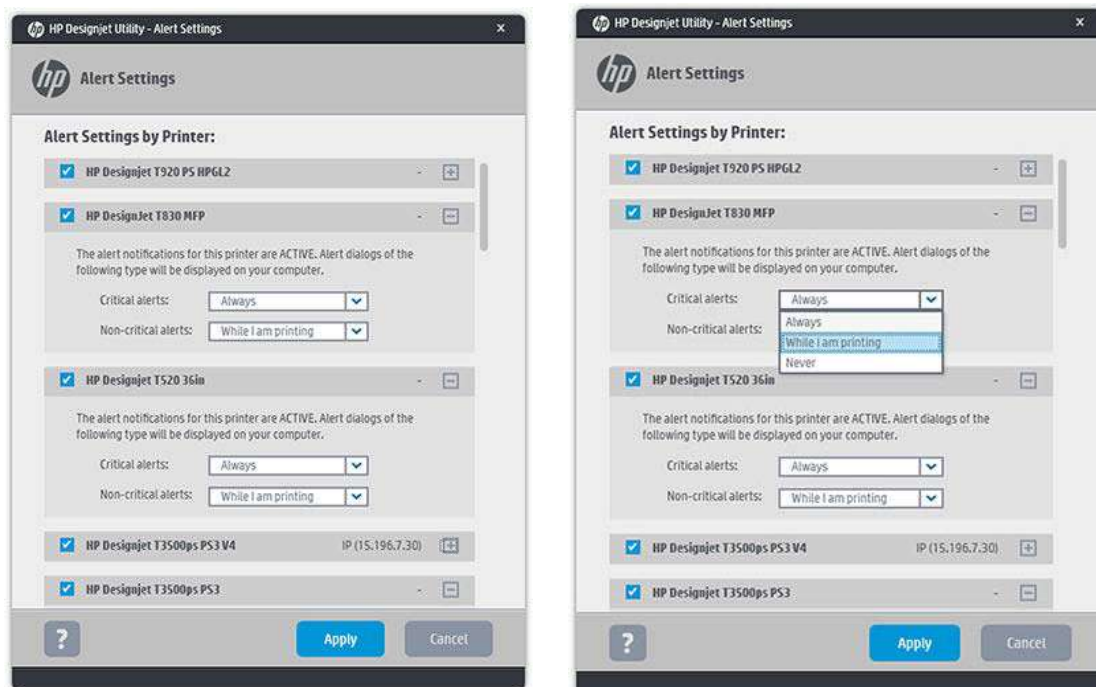 HP Designjet Utility - Alert Settings x
hp Alert Settings
Alert Settings by Printer:
HP Designjet T920 PS HPGL2 -
HP DesignJet T830 MFP -
The alert notifications for this printer are ACTIVE. Alert dialogs of the
following type will be displayed on your computer.
Critical alerts: Always
Non-critical alerts: While I am printing
HP Designjet T520 36in -
The alert notifications for this printer are ACTIVE. Alert dialogs of the
following type will be displayed on your computer.
Critical alerts: Always
Non-critical alerts: While I am printing
HP Designjet T3500ps PS3 V4 IP (15.196.7.30)
HP Designjet T3500ps PS3 -
? Apply Cancel
HP Designjet Utility - Alert Settings x
hp Alert Settings
Alert Settings by Printer:
HP Designjet T920 PS HPGL2 -
HP DesignJet T830 MFP -
The alert notifications for this printer are ACTIVE. Alert dialogs of the
following type will be displayed on your computer.
Critical alerts: Always
Always
Non-critical alerts: While I am printing
Never
HP Designjet T520 36in -
The alert notifications for this printer are ACTIVE. Alert dialogs of the
following type will be displayed on your computer.
Critical alerts: Always
Non-critical alerts: While I am printing
HP Designjet T3500ps PS3 V4 IP (15.196.7.30)
HP Designjet T3500ps PS3 -
? Apply Cancel